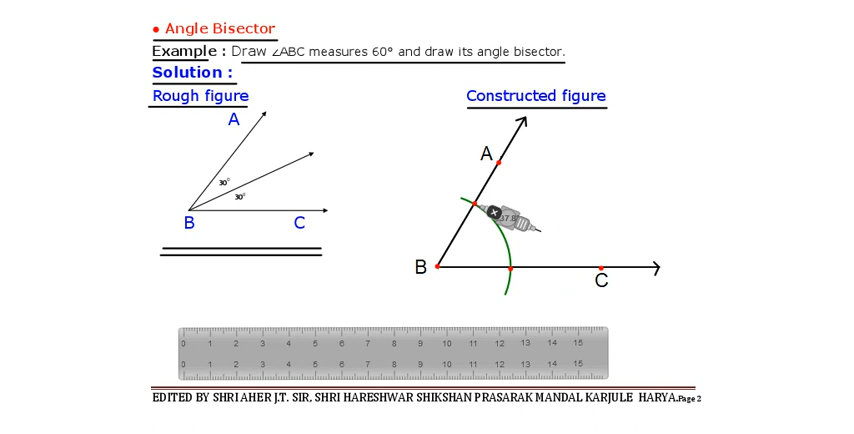 • Angle Bisector
Example : Draw ∠ABC measures 60° and draw its angle bisector.
Solution :
Rough figure
Constructed figure
A
30°
30°
B
C
A
37.8
B
C
0 1 2 3 4 5 6 7 8 9 10 11 12 13 14 15
0 1 2 3 4 5 6 7 8 9 10 11 12 13 14 15
EDITED BY SHRI AHER J.T. SIR, SHRI HARESHWAR SHIKSHAN PRASARAK MANDAL KARJULE HARYA.Page 2